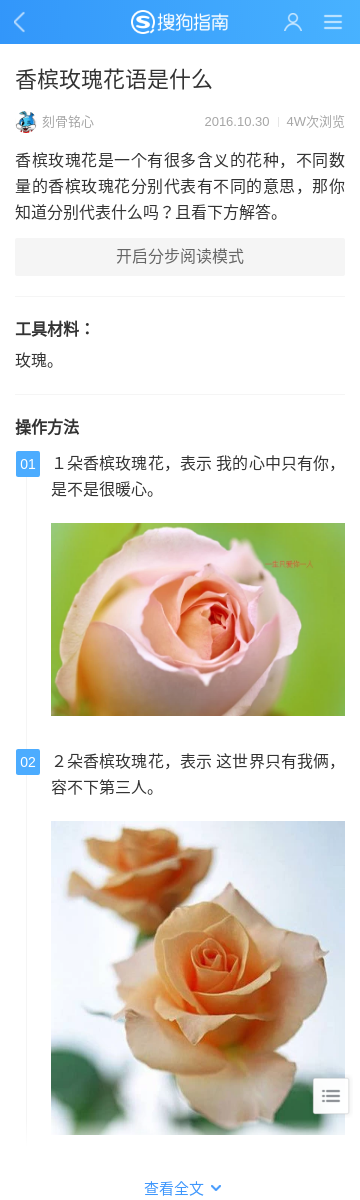 搜狗指南
香槟玫瑰花语是什么
刻骨铭心 2016.10.30 4W次浏览
香槟玫瑰花是一个有很多含义的花种，不同数
量的香槟玫瑰花分别代表有不同的意思，那你
知道分别代表什么吗？且看下方解答。
开启分步阅读模式
工具材料：
玫瑰。
操作方法
01 １朵香槟玫瑰花，表示 我的心中只有你，
是不是很暖心。
一生只爱你一人
02 ２朵香槟玫瑰花，表示 这世界只有我俩，
容不下第三人。
查看全文